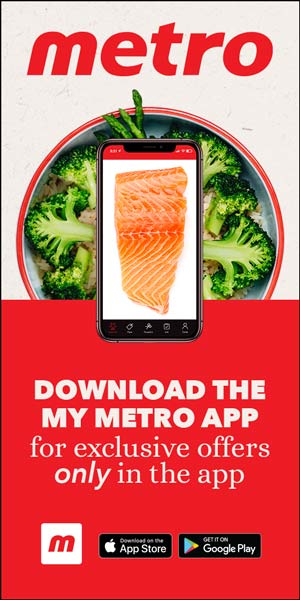 metro
DOWNLOAD THE
MY METRO APP
for exclusive offers
only in the app
m
Download on the
App Store
GET IT ON
Google Play